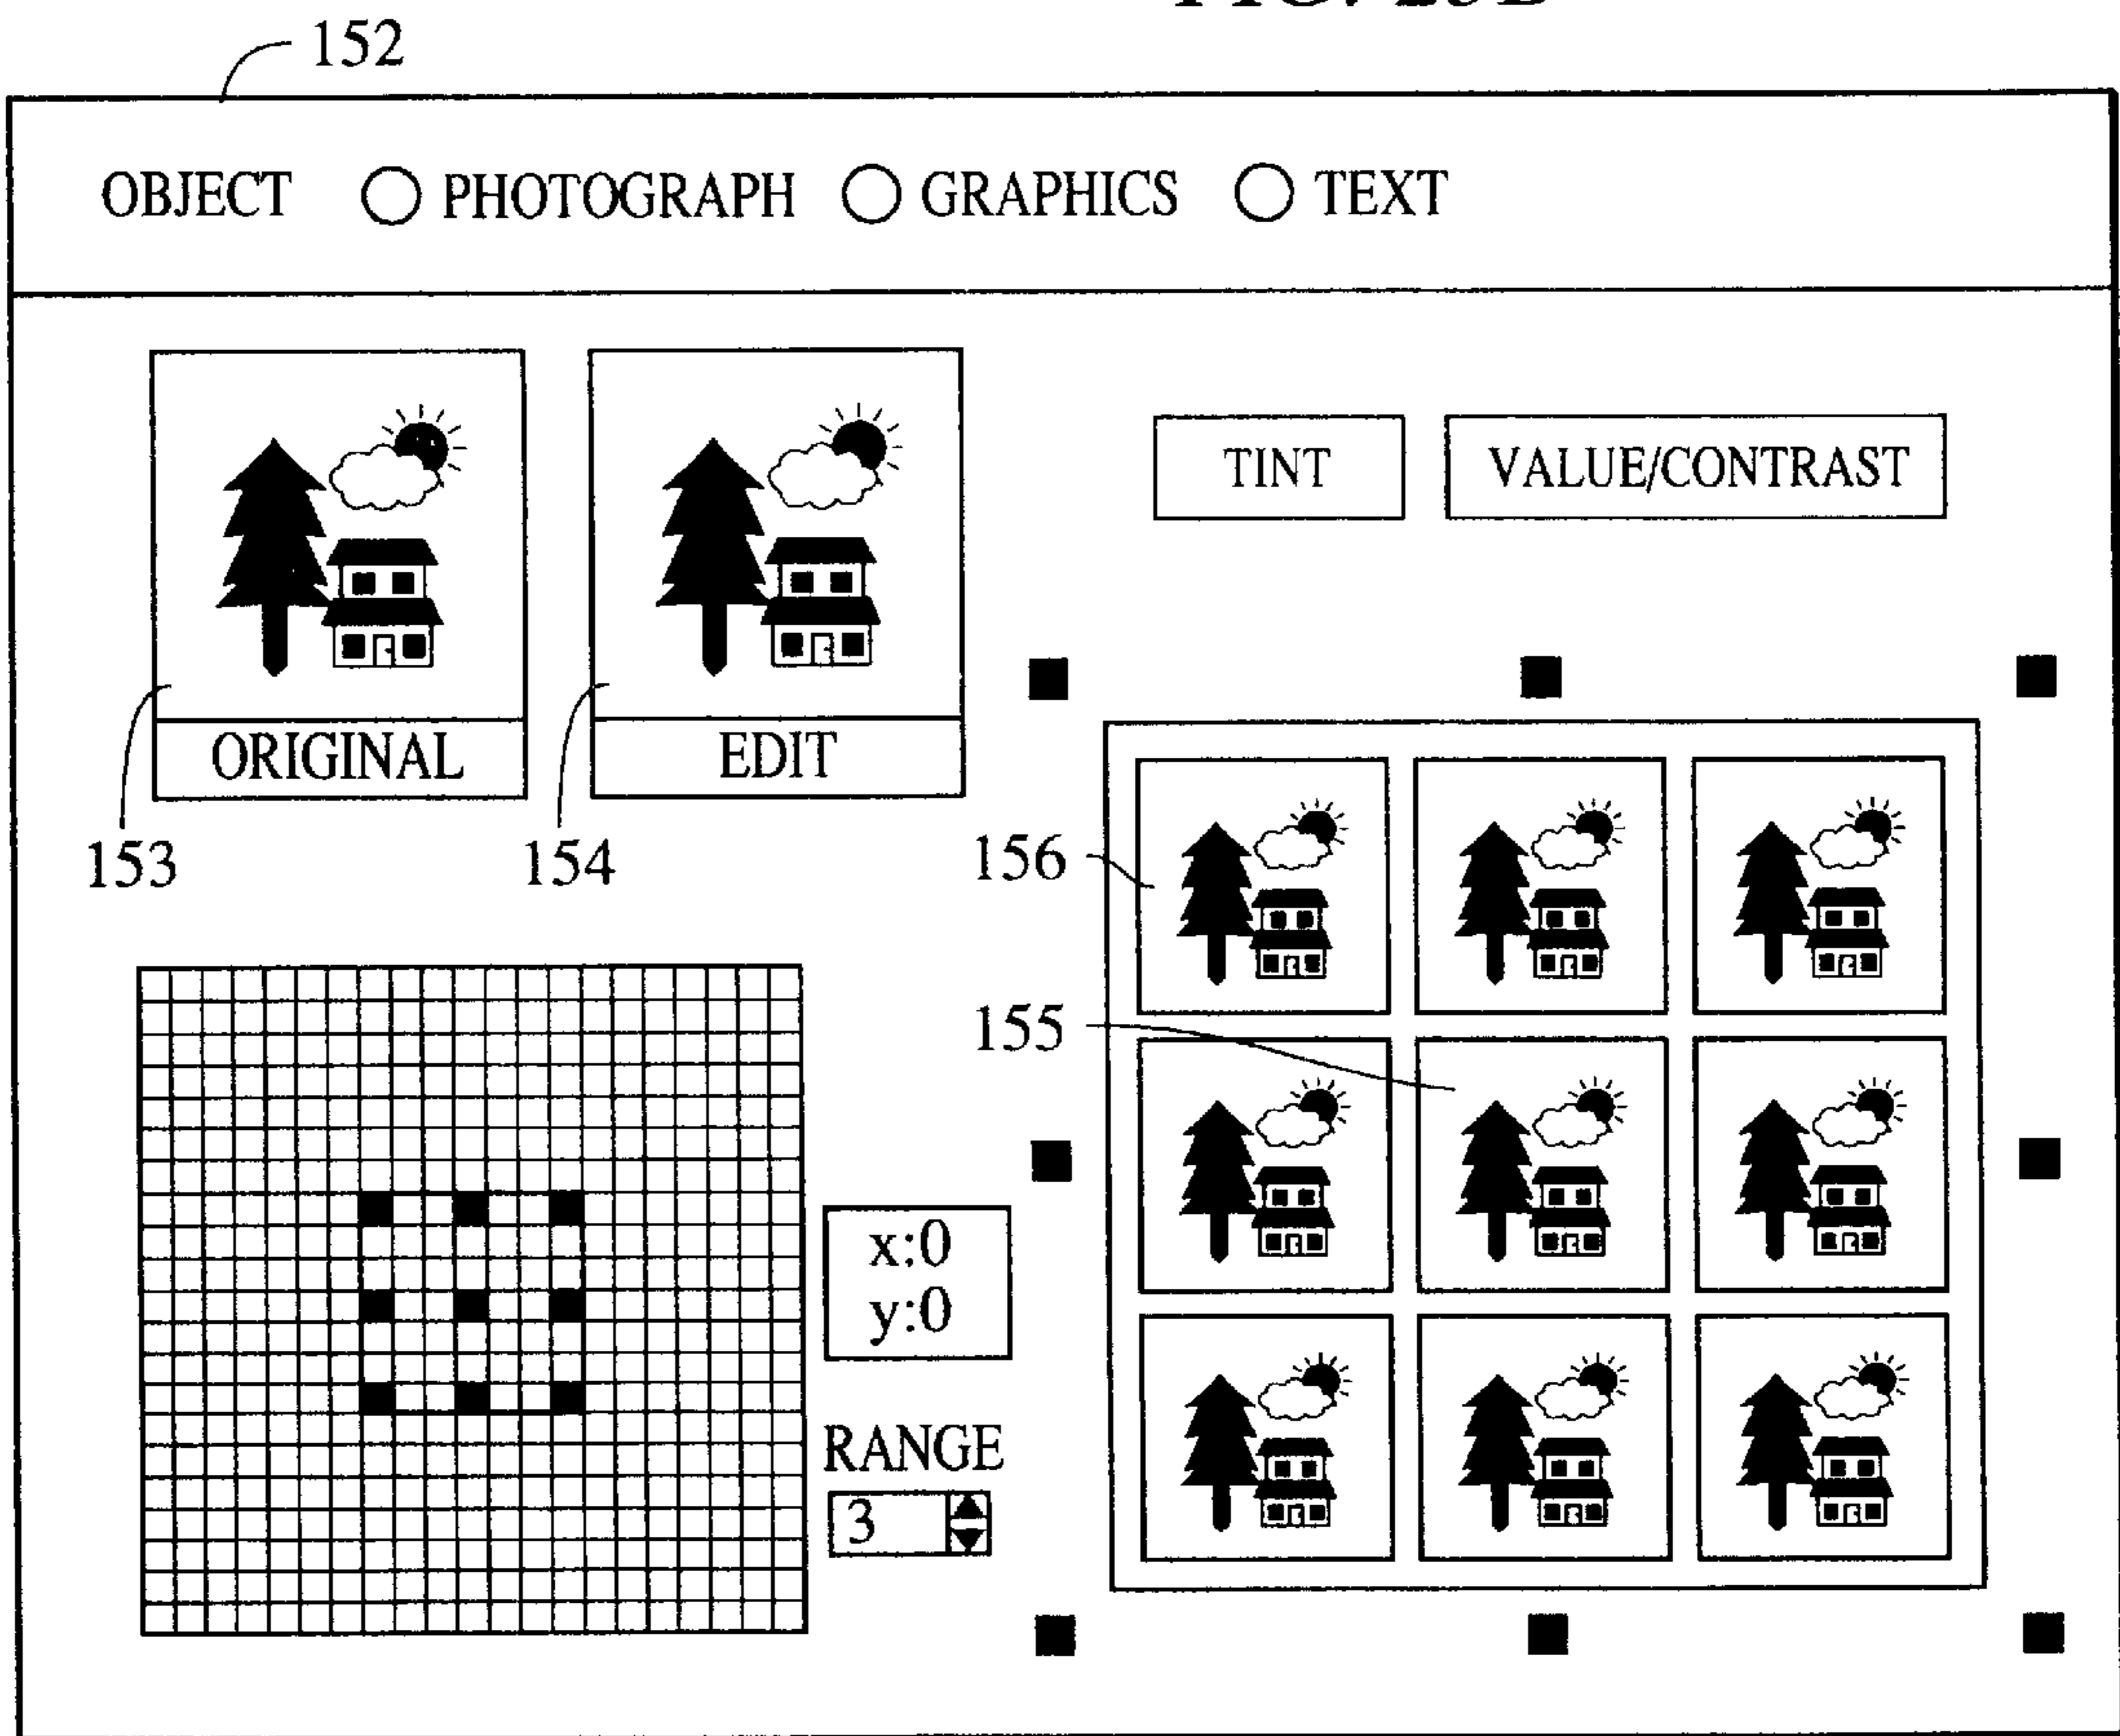 152
OBJECT ○ PHOTOGRAPH ○ GRAPHICS ○ TEXT
TINT VALUE/CONTRAST
ORIGINAL EDIT
153 154 156
155
x:0
y:0
RANGE
3